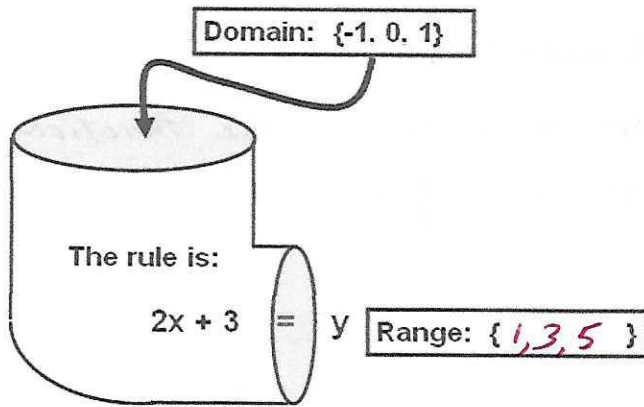 Domain: {-1. 0. 1}
The rule is:
2x + 3 = y
Range: { 1,3,5 }